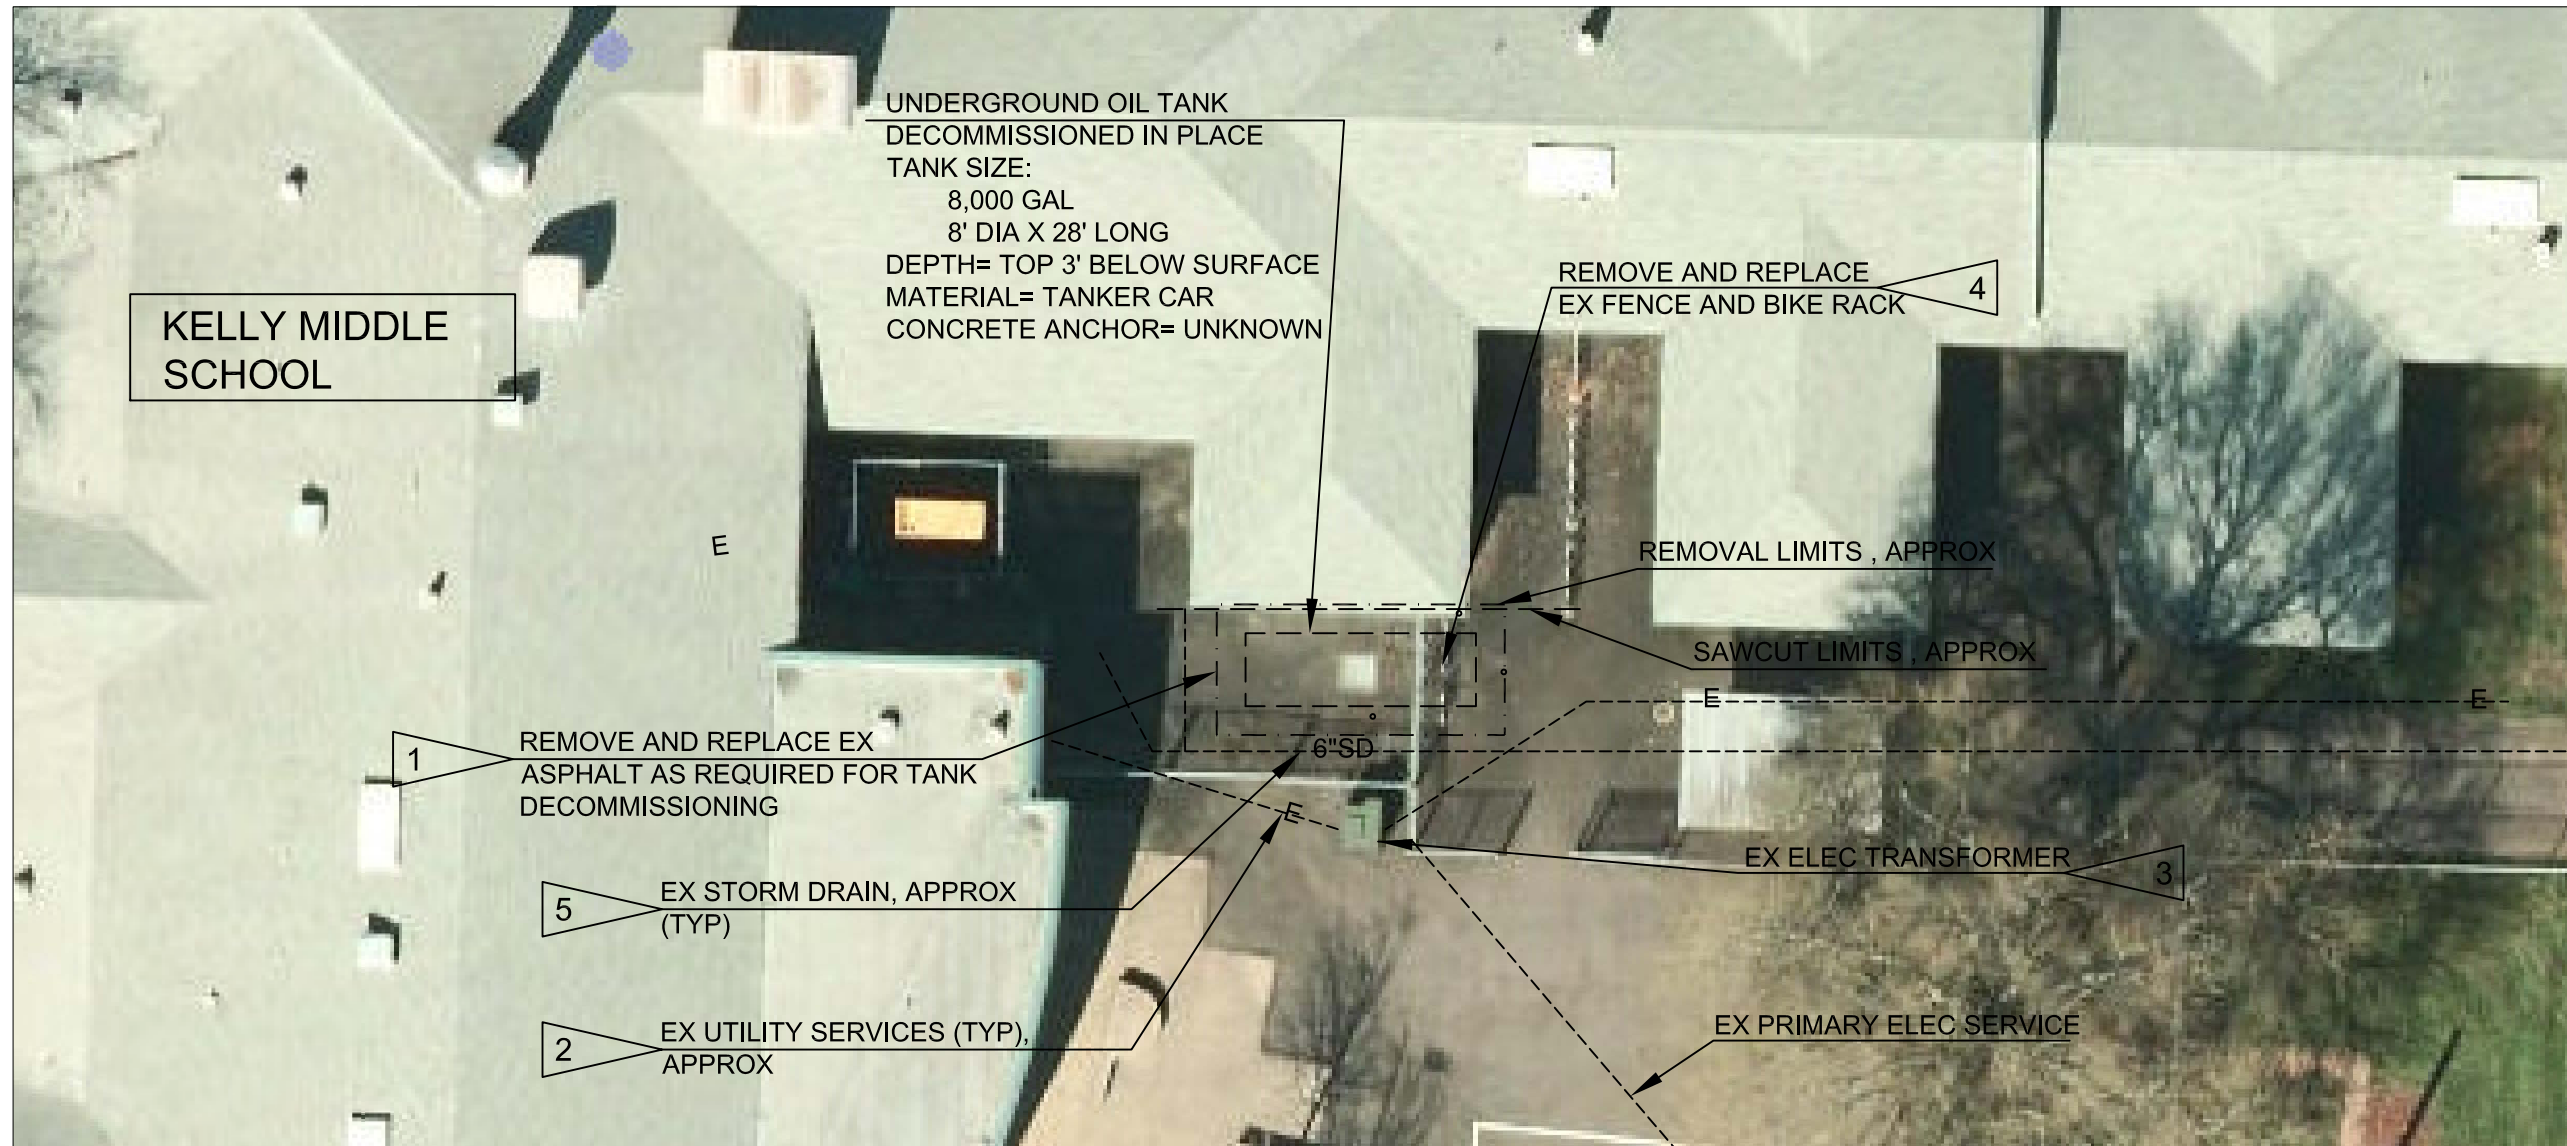 UNDERGROUND OIL TANK
DECOMMISSIONED IN PLACE
TANK SIZE:
8,000 GAL
8' DIA X 28' LONG
DEPTH= TOP 3' BELOW SURFACE
MATERIAL= TANKER CAR
CONCRETE ANCHOR= UNKNOWN
REMOVE AND REPLACE
EX FENCE AND BIKE RACK
4
KELLY MIDDLE
SCHOOL
E
REMOVAL LIMITS , APPROX
SAWCUT LIMITS , APPROX
E
E
1
REMOVE AND REPLACE EX
ASPHALT AS REQUIRED FOR TANK
DECOMMISSIONING
6"SD
E
T
EX ELEC TRANSFORMER
3
5
EX STORM DRAIN, APPROX
(TYP)
2
EX UTILITY SERVICES (TYP),
APPROX
EX PRIMARY ELEC SERVICE